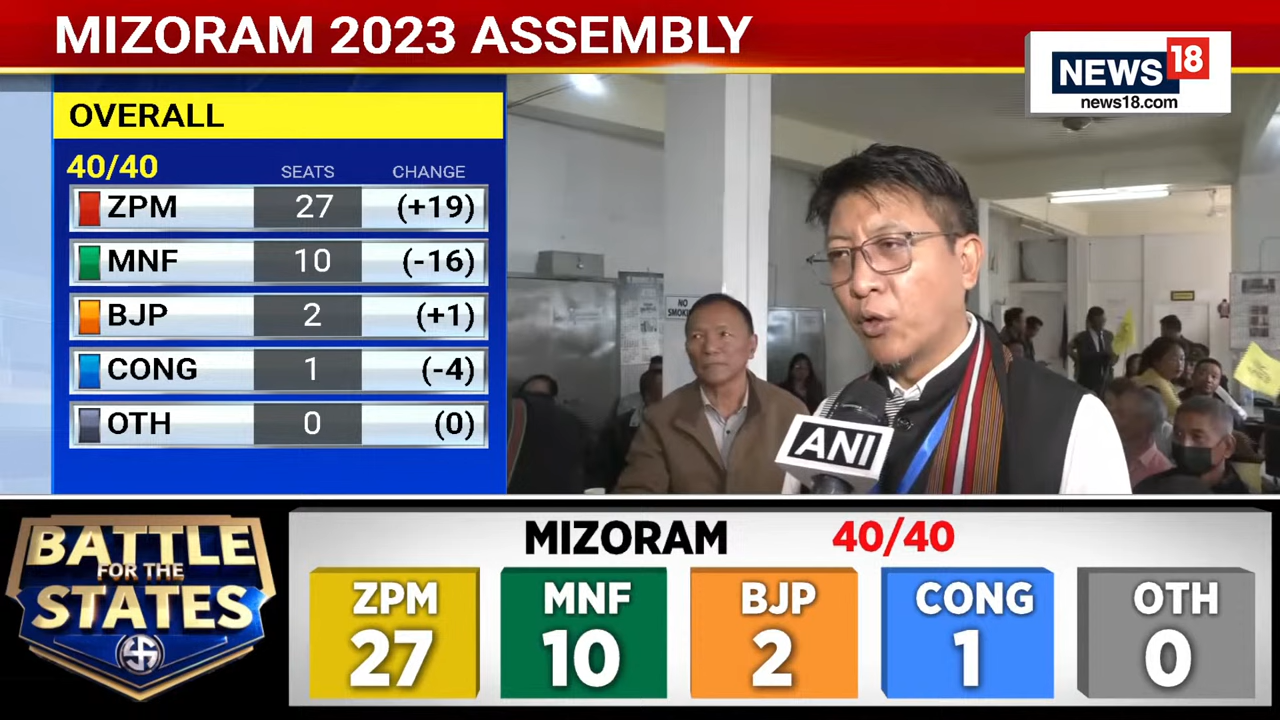 MIZORAM 2023 ASSEMBLY
NEWS 18
news18.com
OVERALL
40/40 SEATS CHANGE
ZPM 27 (+19)
MNF 10 (-16)
BJP 2 (+1)
CONG 1 (-4)
OTH 0 (0)
NO
SMOKING
ANI
BATTLE
FOR THE
STATES
MIZORAM 40/40
ZPM MNF BJP CONG OTH
27 10 2 1 0